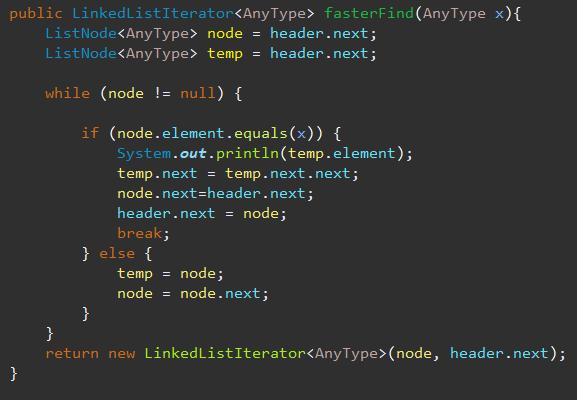 public LinkedListIterator<AnyType> fasterFind(AnyType x){
    ListNode<AnyType> node = header.next;
    ListNode<AnyType> temp = header.next;

    while (node != null) {

        if (node.element.equals(x)) {
            System.out.println(temp.element);
            temp.next = temp.next.next;
            node.next=header.next;
            header.next = node;
            break;
        } else {
            temp = node;
            node = node.next;
        }
    }
    return new LinkedListIterator<AnyType>(node, header.next);
}